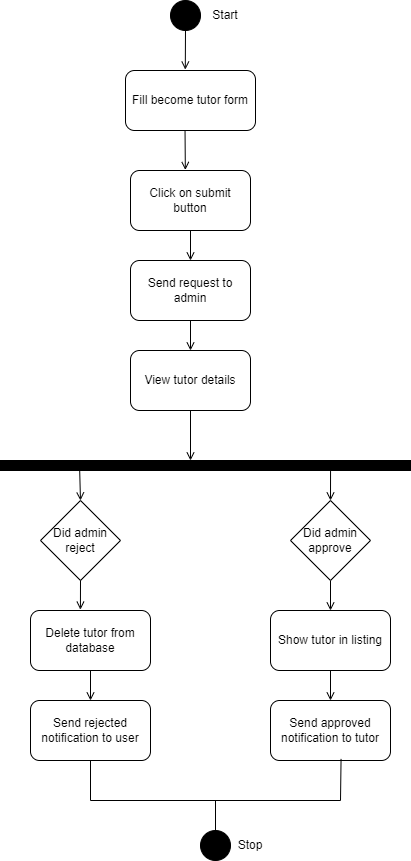 Start
Fill become tutor form
Click on submit
button
Send request to
admin
View tutor details
Did admin
reject
Did admin
approve
Delete tutor from
database
Show tutor in listing
Send rejected
notification to user
Send approved
notification to tutor
Stop